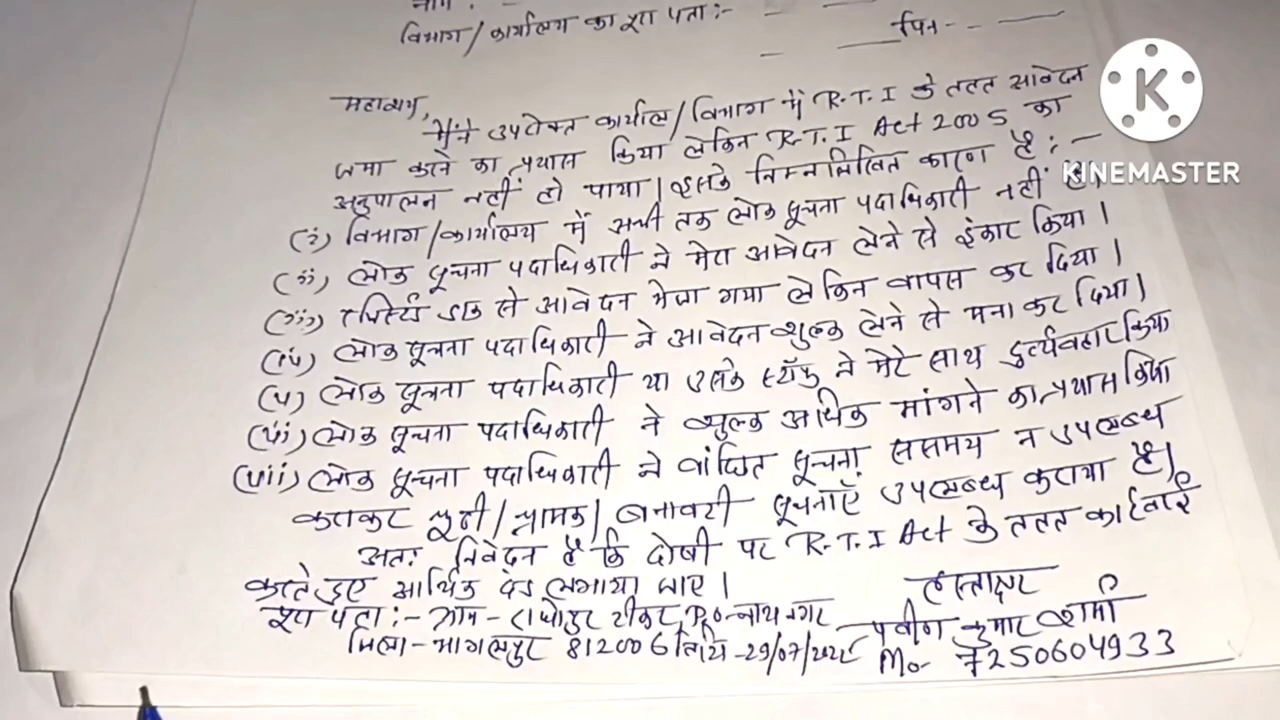 नाम :
विभाग/कार्यालय का पूरा पता :-
पिन-
महाशय,
मैंने उपरोक्त कार्याल/विभाग में R.T.I के तहत आवेदन
जमा करने का प्रयास किया लेकिन R.T.I Act 2005 का
अनुपालन नहीं हो पाया। इसके निम्नलिखित कारण है :-
(i) विभाग/कार्यालय में अभी तक लोक सूचना पदाधिकारी नहीं है।
(ii) लोक सूचना पदाधिकारी ने मेरा आवेदन लेने से इंकार किया।
(iii) रजिस्टर्ड डाक से आवेदन भेजा गया लेकिन वापस कर दिया।
(iv) लोक सूचना पदाधिकारी ने आवेदन शुल्क लेने से मना कर दिया।
(v) लोक सूचना पदाधिकारी या उसके स्टॉफ ने मेरे साथ दुर्त्यवहार किया
(vi) लोक सूचना पदाधिकारी ने शुल्क अधिक मांगने का प्रयास किया
(vii) लोक सूचना पदाधिकारी ने वांछित सूचना ससमय न उपलब्ध
कराकर झूठी/भ्रामक/बनावटी सूचनाएँ उपलब्ध कराया है।
अतः निवेदन है कि दोषी पर R.T.I Act के तहत कार्रवाई
करते हुए आर्थिक दंड लगाया जाए।
हस्ताक्षर
पूरा पता :- ग्राम - राघोपुर टीकर, P.O-नाथनगर
प्रवीण कुमार शर्मा
जिला - भागलपुर 812006 तिथि - 29/07/2022
Mo- 7250604933
K
KINEMASTER